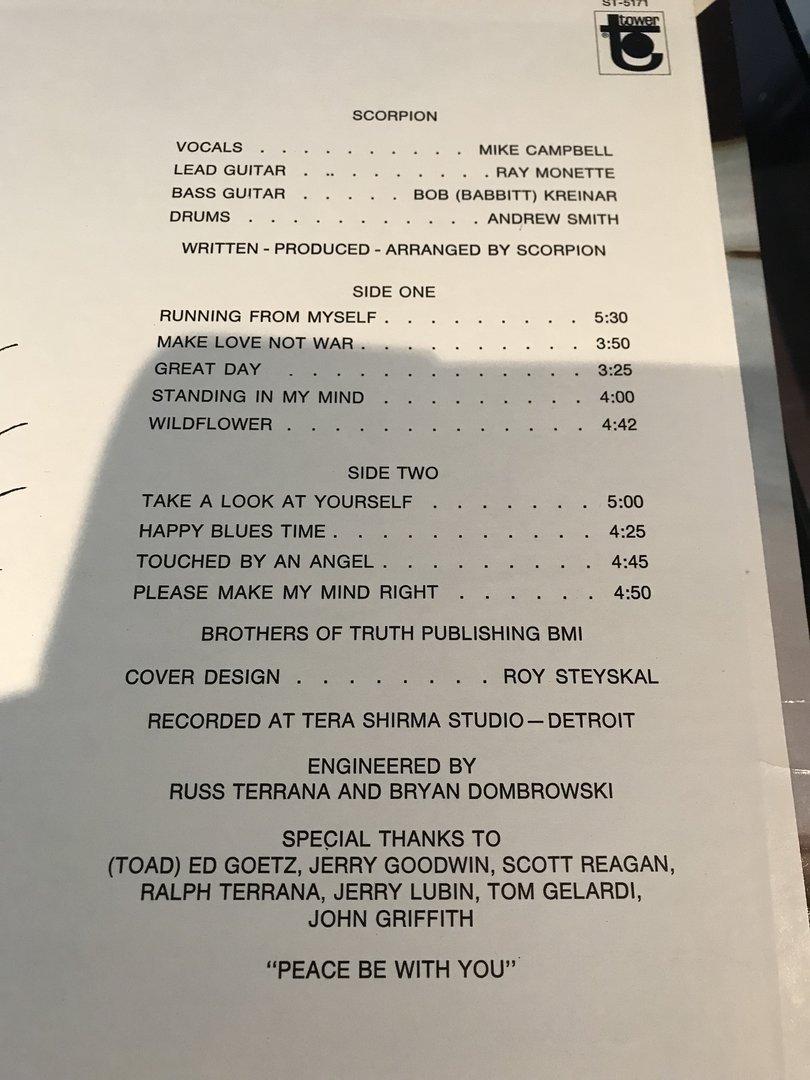 ST-5171
tower
SCORPION
VOCALS . . . . . . . . . . MIKE CAMPBELL
LEAD GUITAR . .. . . . . . . . RAY MONETTE
BASS GUITAR . . . . . BOB (BABBITT) KREINAR
DRUMS . . . . . . . . . . . ANDREW SMITH
WRITTEN - PRODUCED - ARRANGED BY SCORPION
SIDE ONE
RUNNING FROM MYSELF . . . . . . . . . . 5:30
MAKE LOVE NOT WAR . . . . . . . . . . . 3:50
GREAT DAY . . . . . . . . . . . . . 3:25
STANDING IN MY MIND . . . . . . . . . 4:00
WILDFLOWER . . . . . . . . . . . . . 4:42
SIDE TWO
TAKE A LOOK AT YOURSELF . . . . . . . 5:00
HAPPY BLUES TIME . . . . . . . . . . . 4:25
TOUCHED BY AN ANGEL . . . . . . . . . 4:45
PLEASE MAKE MY MIND RIGHT . . . . . . 4:50
BROTHERS OF TRUTH PUBLISHING BMI
COVER DESIGN . . . . . . . . ROY STEYSKAL
RECORDED AT TERA SHIRMA STUDIO—DETROIT
ENGINEERED BY
RUSS TERRANA AND BRYAN DOMBROWSKI
SPECIAL THANKS TO
(TOAD) ED GOETZ, JERRY GOODWIN, SCOTT REAGAN,
RALPH TERRANA, JERRY LUBIN, TOM GELARDI,
JOHN GRIFFITH
"PEACE BE WITH YOU"